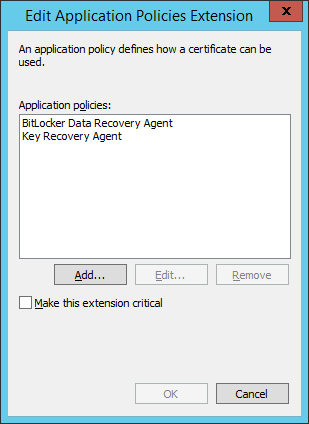 Edit Application Policies Extension
x
An application policy defines how a certificate can be
used.
Application policies:
BitLocker Data Recovery Agent
Key Recovery Agent
Add... Edit... Remove
Make this extension critical
OK Cancel